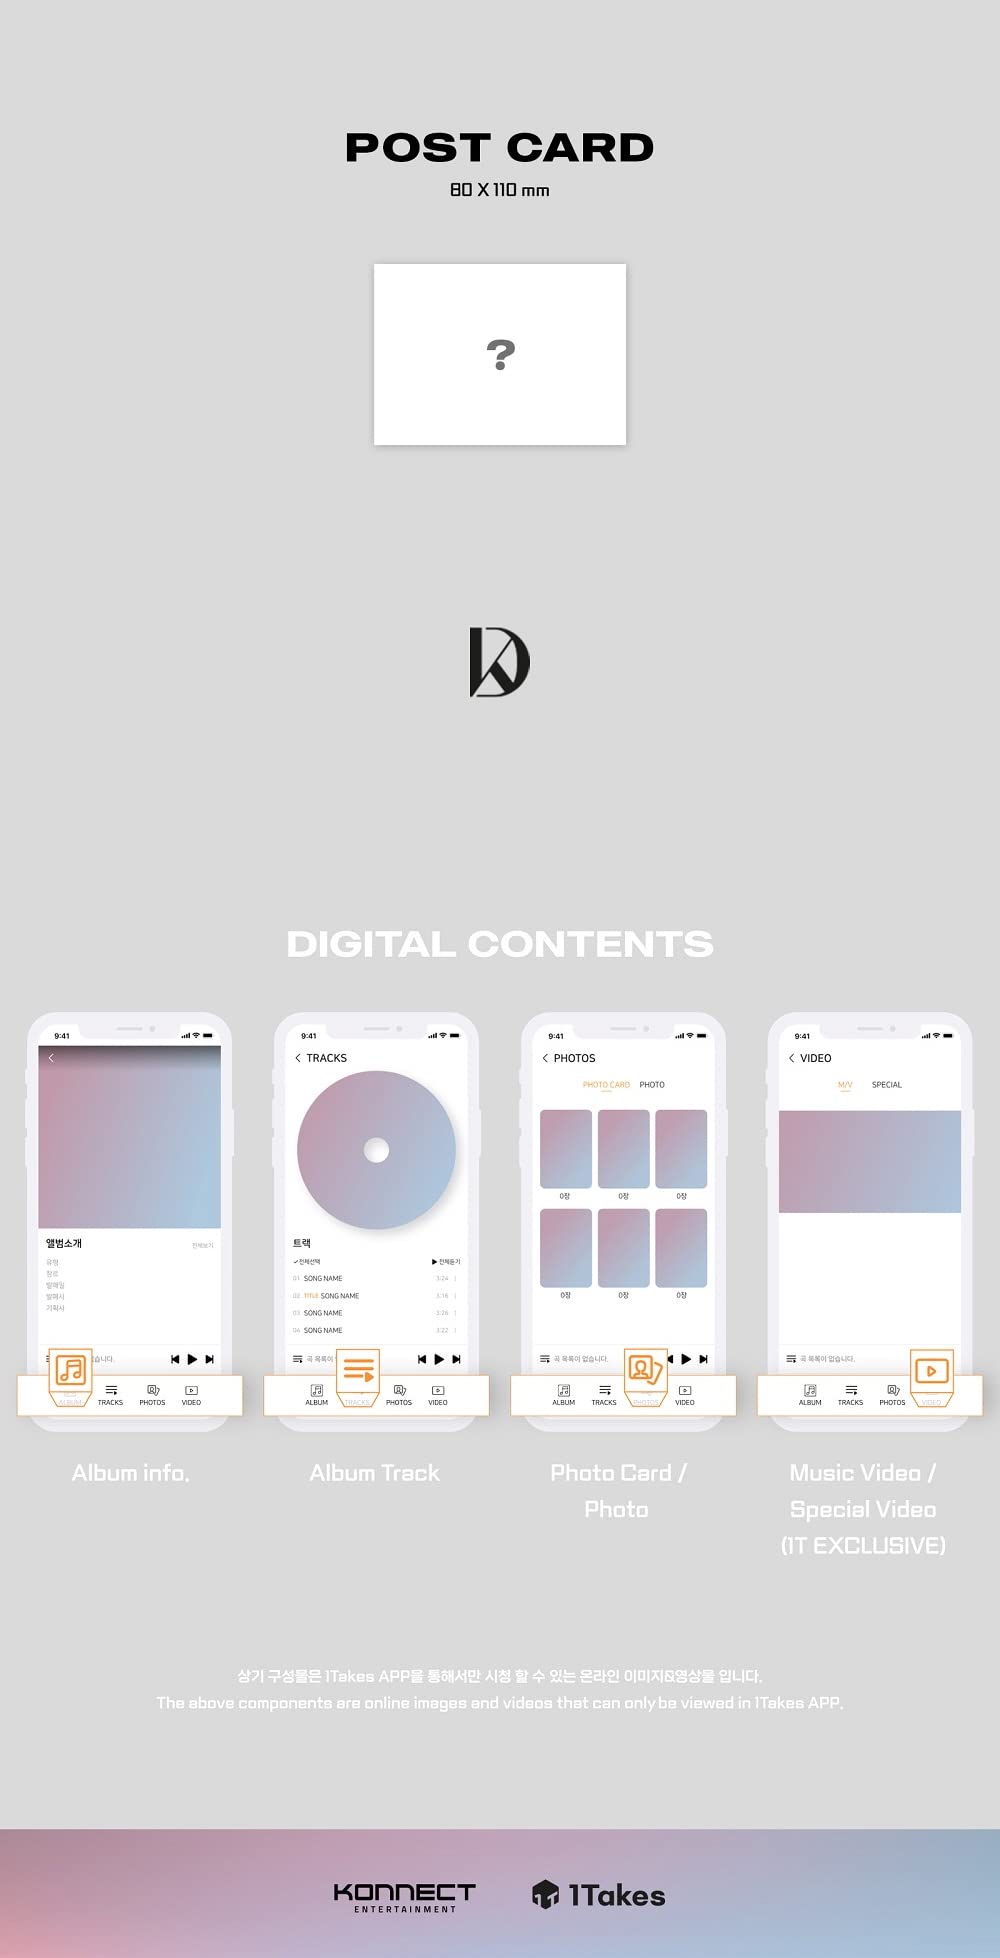 POST CARD
80 X 110 mm
?
DIGITAL CONTENTS
9:41
앨범소개
전체보기
유형
장르
발매일
발매사
기획사
없습니다.
ALBUM
TRACKS
PHOTOS
VIDEO
Album info.
9:41
TRACKS
트랙
전체선택
전체듣기
01 SONG NAME 3:24
02 TITLE SONG NAME 3:16
03 SONG NAME 3:26
04 SONG NAME 3:22
곡 목록이
ALBUM
TRACKS
PHOTOS
VIDEO
Album Track
9:41
PHOTOS
PHOTO CARD PHOTO
0장 0장 0장
0장 0장 0장
곡 목록이 없습니다.
ALBUM
TRACKS
PHOTOS
VIDEO
Photo Card /
Photo
9:41
VIDEO
M/V SPECIAL
곡 목록이 없습니다.
ALBUM
TRACKS
PHOTOS
VIDEO
Music Video /
Special Video
(1T EXCLUSIVE)
상기 구성물은 1Takes APP을 통해서만 시청 할 수 있는 온라인 이미지&영상물 입니다.
The above components are online images and videos that can only be viewed in 1Takes APP.
KONNECT
ENTERTAINMENT
1Takes